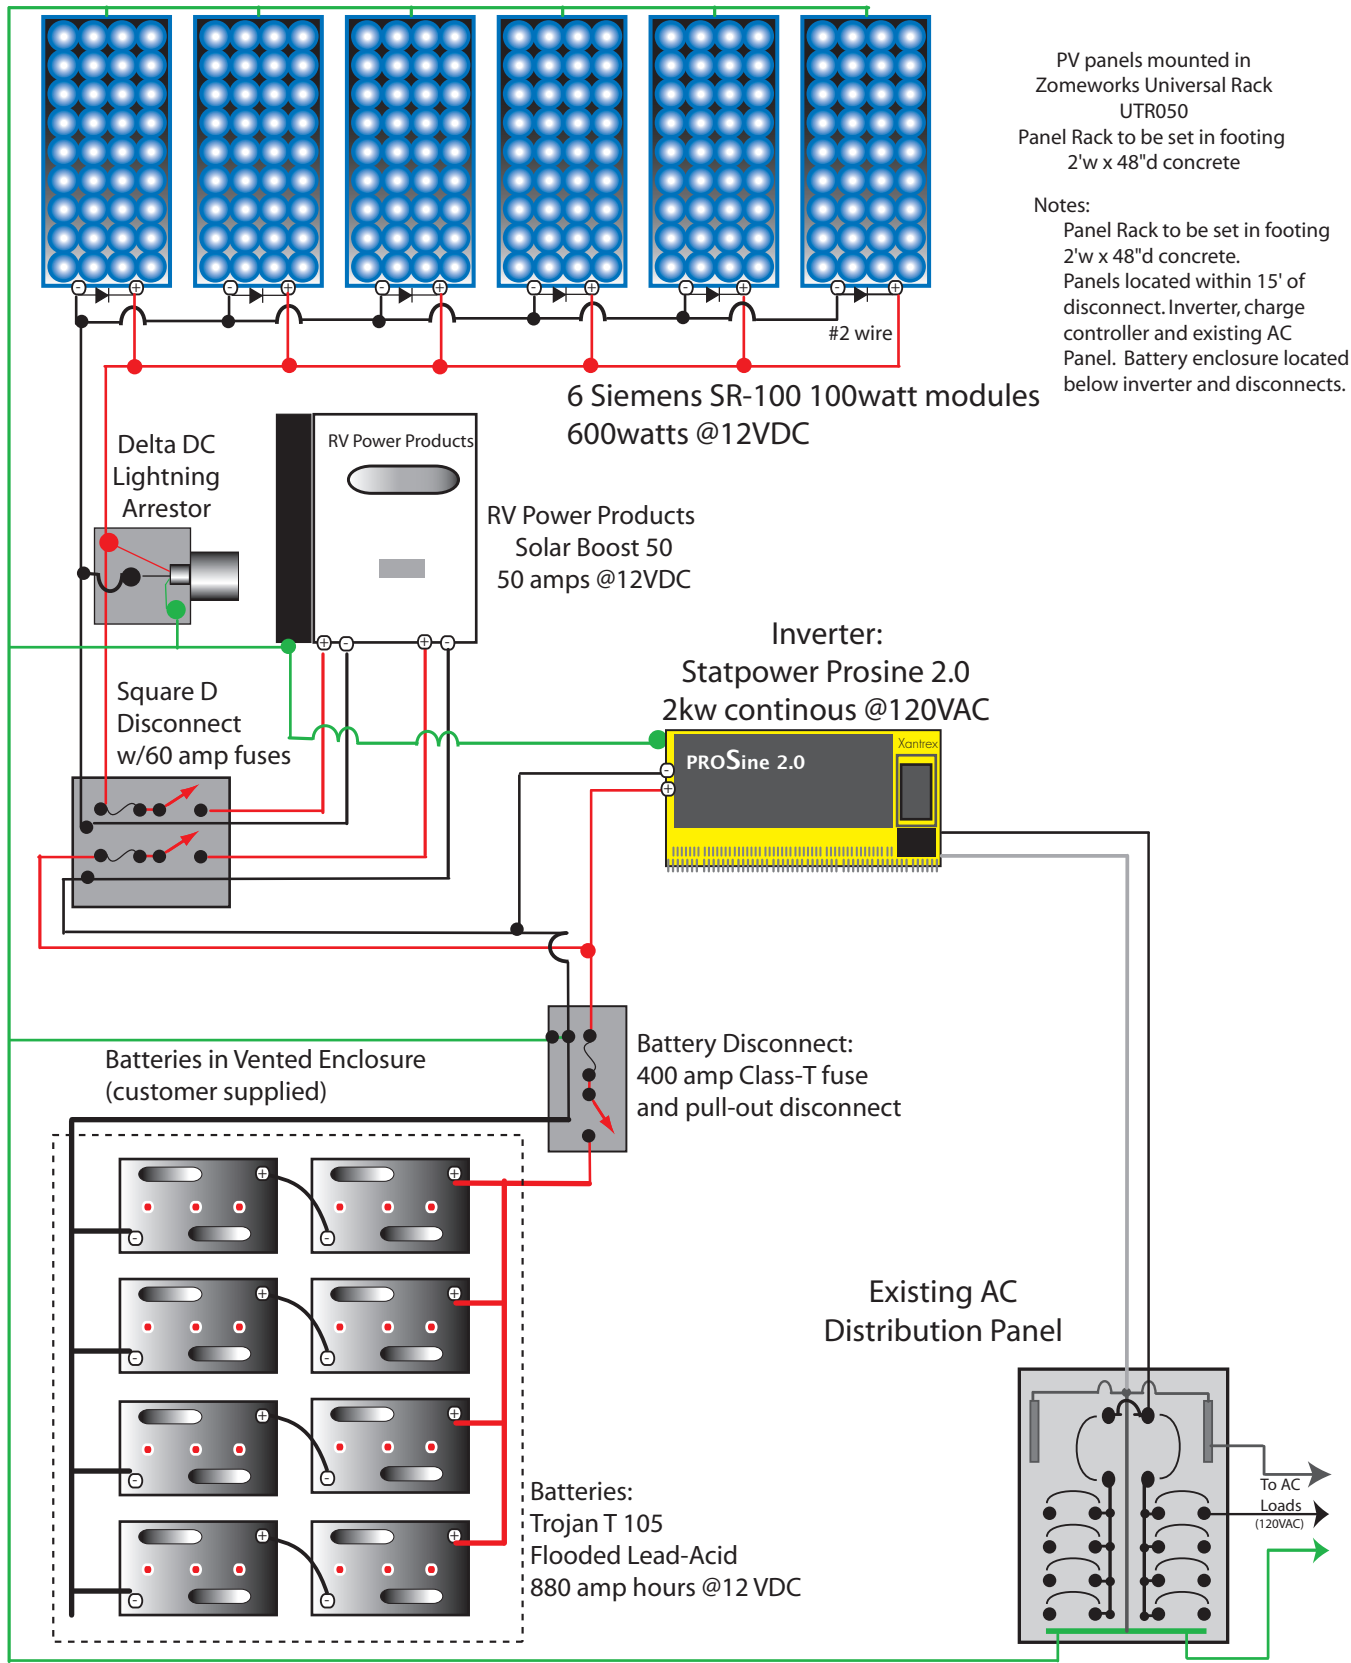 PV panels mounted in
Zomeworks Universal Rack
UTR050
Panel Rack to be set in footing
2'w x 48"d concrete
Notes:
Panel Rack to be set in footing
2'w x 48"d concrete.
Panels located within 15' of
disconnect. Inverter, charge
controller and existing AC
Panel. Battery enclosure located
below inverter and disconnects.
#2 wire
6 Siemens SR-100 100watt modules
600watts @12VDC
Delta DC
Lightning
Arrestor
RV Power Products
RV Power Products
Solar Boost 50
50 amps @12VDC
Inverter:
Statpower Prosine 2.0
2kw continous @120VAC
Square D
Disconnect
w/60 amp fuses
Xantrex
PROSine 2.0
Battery Disconnect:
400 amp Class-T fuse
and pull-out disconnect
Batteries in Vented Enclosure
(customer supplied)
Existing AC
Distribution Panel
Batteries:
Trojan T 105
Flooded Lead-Acid
880 amp hours @12 VDC
To AC
Loads
(120VAC)